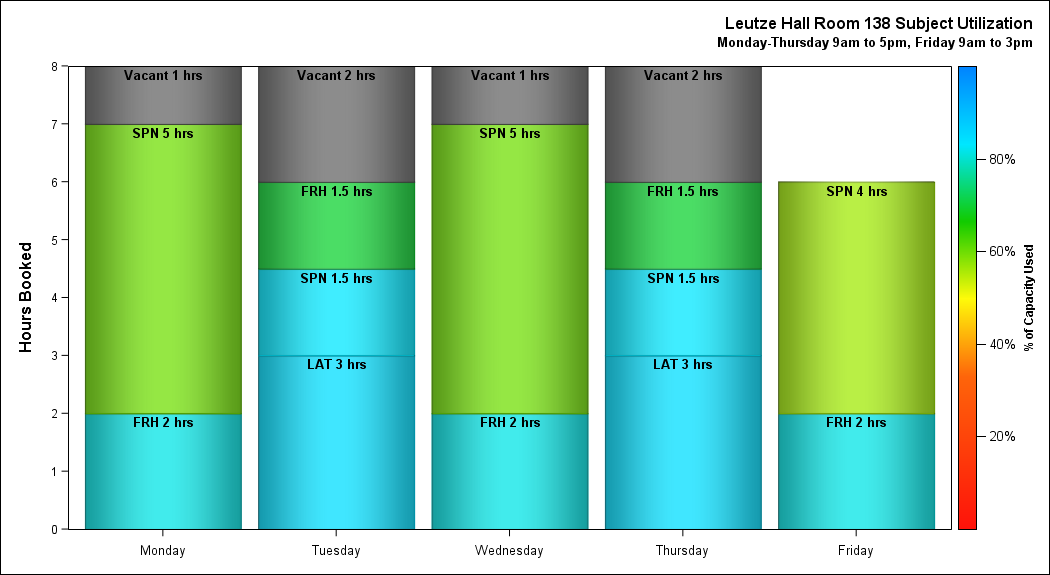 Leutze Hall Room 138 Subject Utilization
Monday-Thursday 9am to 5pm, Friday 9am to 3pm
Hours Booked
8
7
6
5
4
3
2
1
0
Vacant 1 hrs
SPN 5 hrs
FRH 2 hrs
Vacant 2 hrs
FRH 1.5 hrs
SPN 1.5 hrs
LAT 3 hrs
Vacant 1 hrs
SPN 5 hrs
FRH 2 hrs
Vacant 2 hrs
FRH 1.5 hrs
SPN 1.5 hrs
LAT 3 hrs
SPN 4 hrs
FRH 2 hrs
Monday
Tuesday
Wednesday
Thursday
Friday
80%
60%
40%
20%
% of Capacity Used